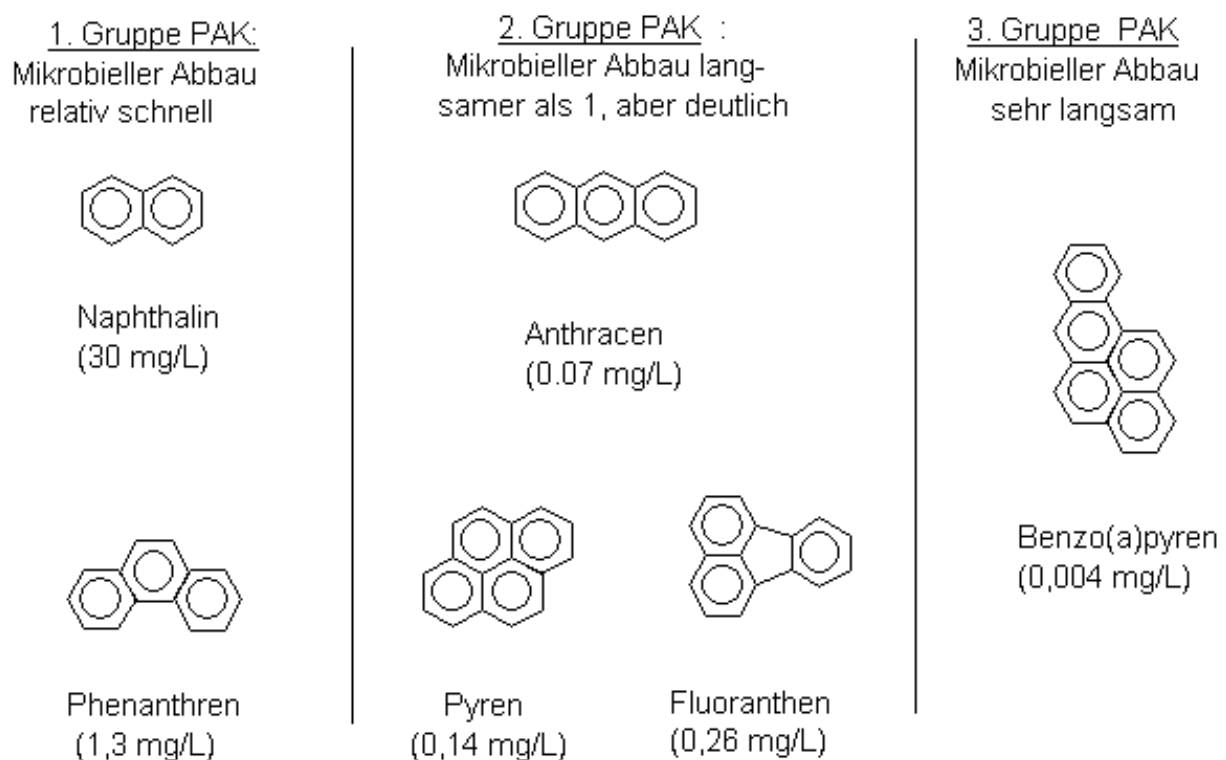 1. Gruppe PAK:
Mikrobieller Abbau
relativ schnell
Naphthalin
(30 mg/L)
Phenanthren
(1,3 mg/L)
2. Gruppe PAK :
Mikrobieller Abbau lang-
samer als 1, aber deutlich
Anthracen
(0.07 mg/L)
Pyren
(0,14 mg/L)
Fluoranthen
(0,26 mg/L)
3. Gruppe PAK
Mikrobieller Abbau
sehr langsam
Benzo(a)pyren
(0,004 mg/L)